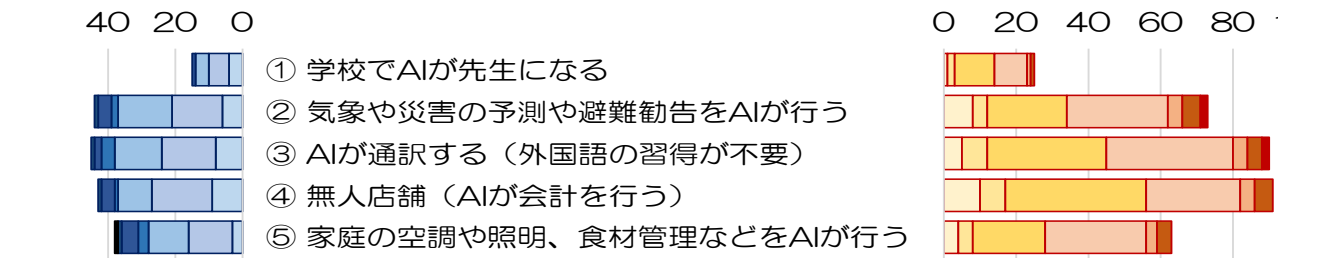 40 20 0 0 20 40 60 80
① 学校でAIが先生になる
② 気象や災害の予測や避難勧告をAIが行う
③ AIが通訳する（外国語の習得が不要）
④ 無人店舗（AIが会計を行う）
⑤ 家庭の空調や照明、食材管理などをAIが行う